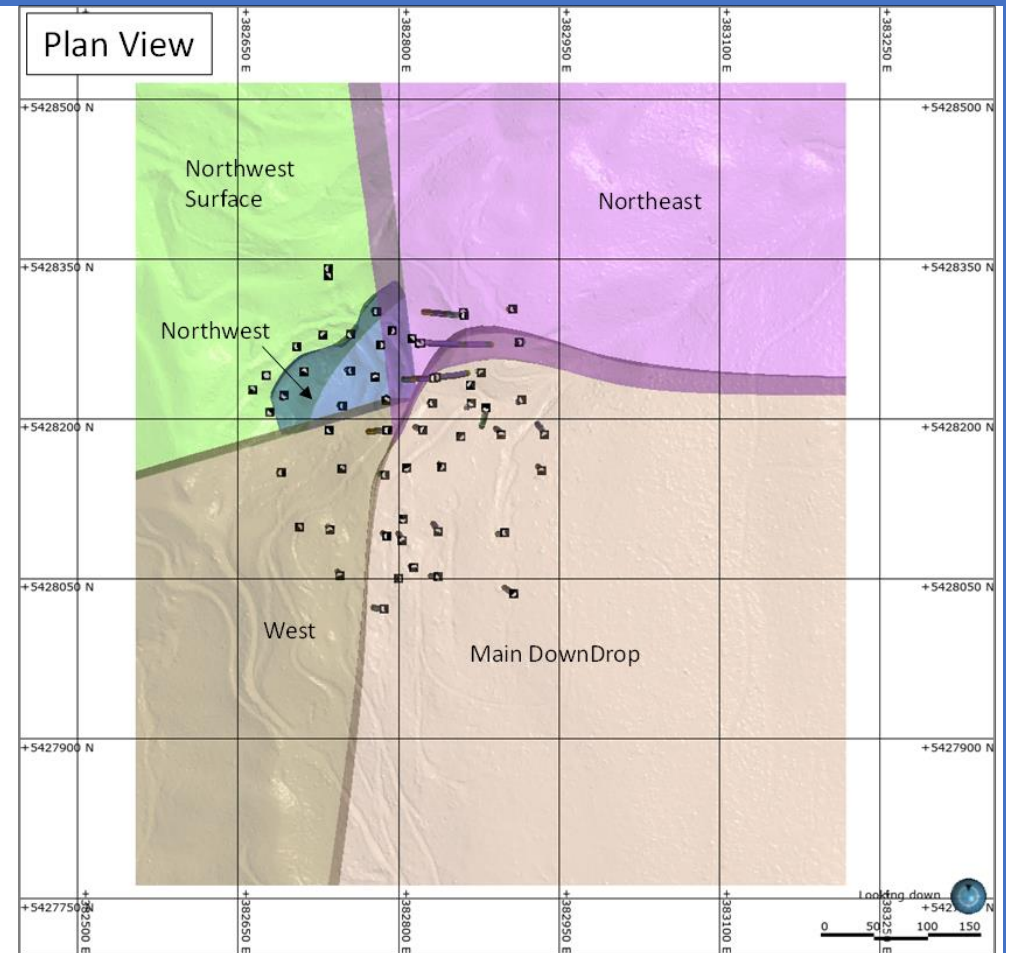 Plan View
+382650 E
+382800 E
+382950 E
+383100 E
+383250 E
+5428500 N
+5428500 N
Northwest
Surface
Northeast
+5428350 N
+5428350 N
Northwest
+5428200 N
+5428200 N
+5428050 N
+5428050 N
West
Main DownDrop
+5427900 N
+5427900 N
Looking down
+5427750 N
0 50 100 150
+382500 E
+382650 E
+382800 E
+382950 E
+383100 E